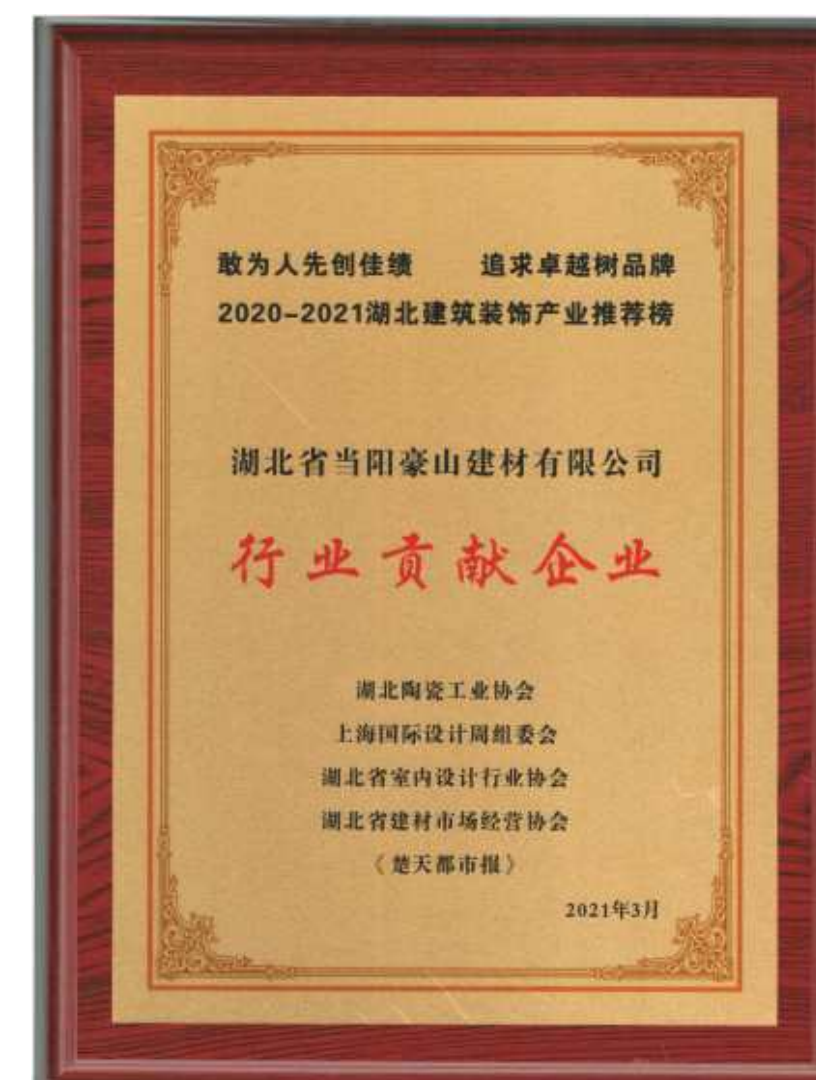 敢为人先创佳绩 追求卓越树品牌
2020-2021湖北建筑装饰产业推荐榜
湖北省当阳豪山建材有限公司
行业贡献企业
湖北陶瓷工业协会
上海国际设计周组委会
湖北省室内设计行业协会
湖北省建材市场经营协会
《楚天都市报》
2021年3月